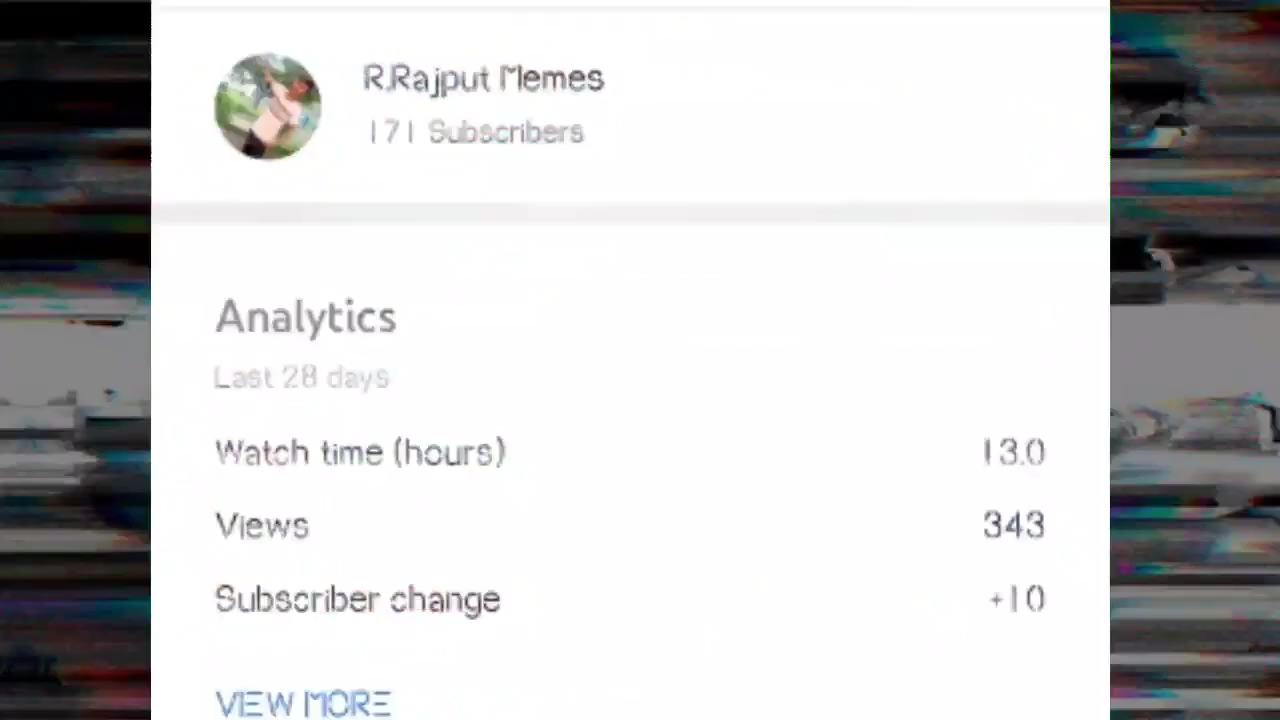 R.Rajput Memes
171 Subscribers
Analytics
Last 28 days
Watch time (hours) 13.0
Views 343
Subscriber change +10
VIEW MORE